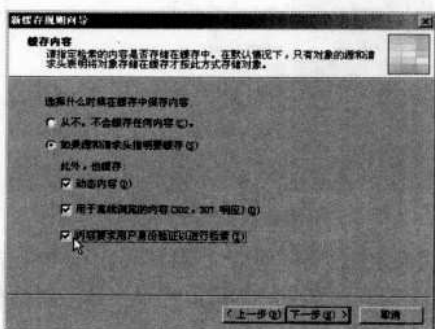 新缓存规则向导
缓存内容
请指定检索的内容是否存储在缓存中。在默认情况下，只有对象的源和请
求头表明将对象存储在缓存才按此方式存储对象。
选择什么时候在缓存中保存内容
从不。不会缓存任何内容(C)。
如果源和请求头指明要缓存(S)
此外，也缓存:
动态内容(D)
用于离线浏览的内容(302，307 响应)(O)
内容要求用户身份验证以进行检索(T)
< 上一步(B)
下一步(N) >
取消